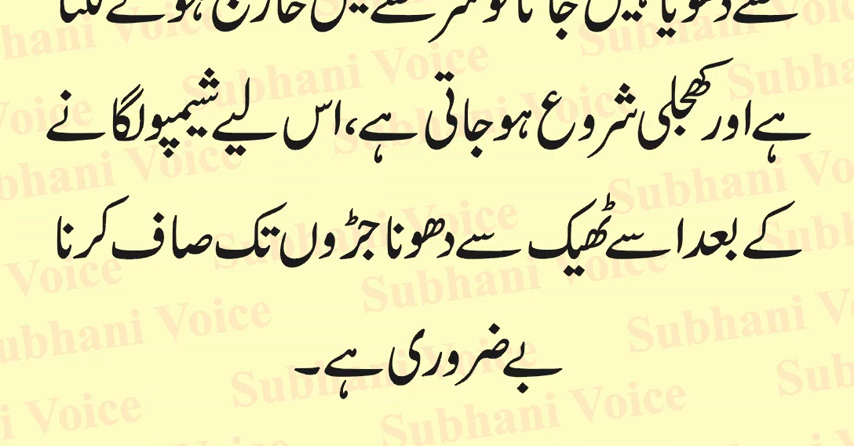 ہے اور کھجلی شروع ہو جاتی ہے، اس لیے شیمپو لگانے
کے بعد اسے ٹھیک سے دھونا جڑوں تک صاف کرنا
بے ضروری ہے۔
Subhani Voice